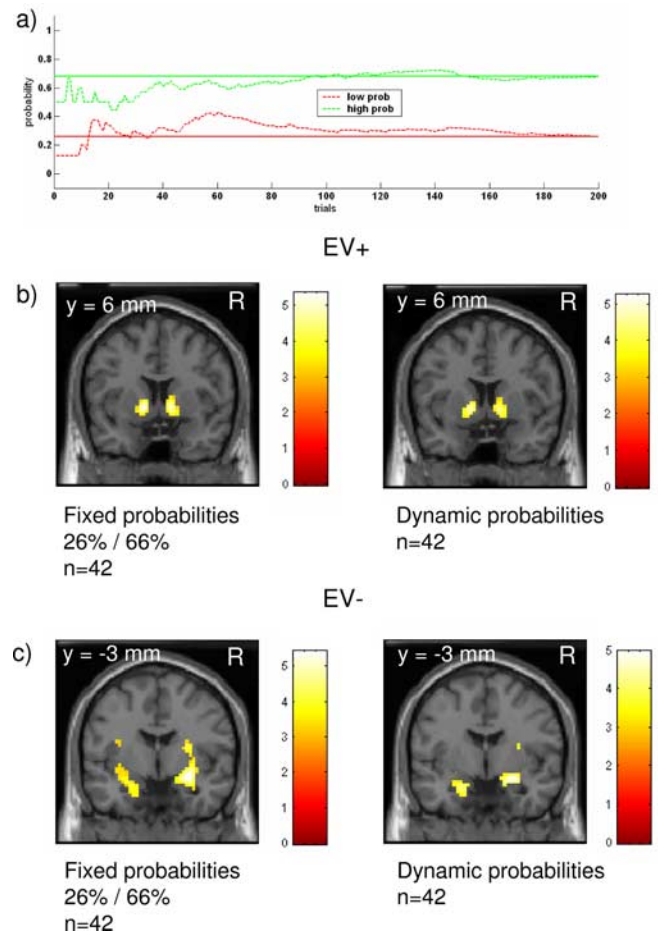 a)
1
0.8
0.6
0.4
0.2
0
probability
low prob
high prob
0 20 40 60 80 100 120 140 160 180 200
trials
EV+
b)
y = 6 mm R
5
4
3
2
1
0
y = 6 mm R
5
4
3
2
1
0
Fixed probabilities
26% / 66%
n=42
Dynamic probabilities
n=42
EV-
c)
y = -3 mm R
5
4
3
2
1
0
y = -3 mm R
5
4
3
2
1
0
Fixed probabilities
26% / 66%
n=42
Dynamic probabilities
n=42